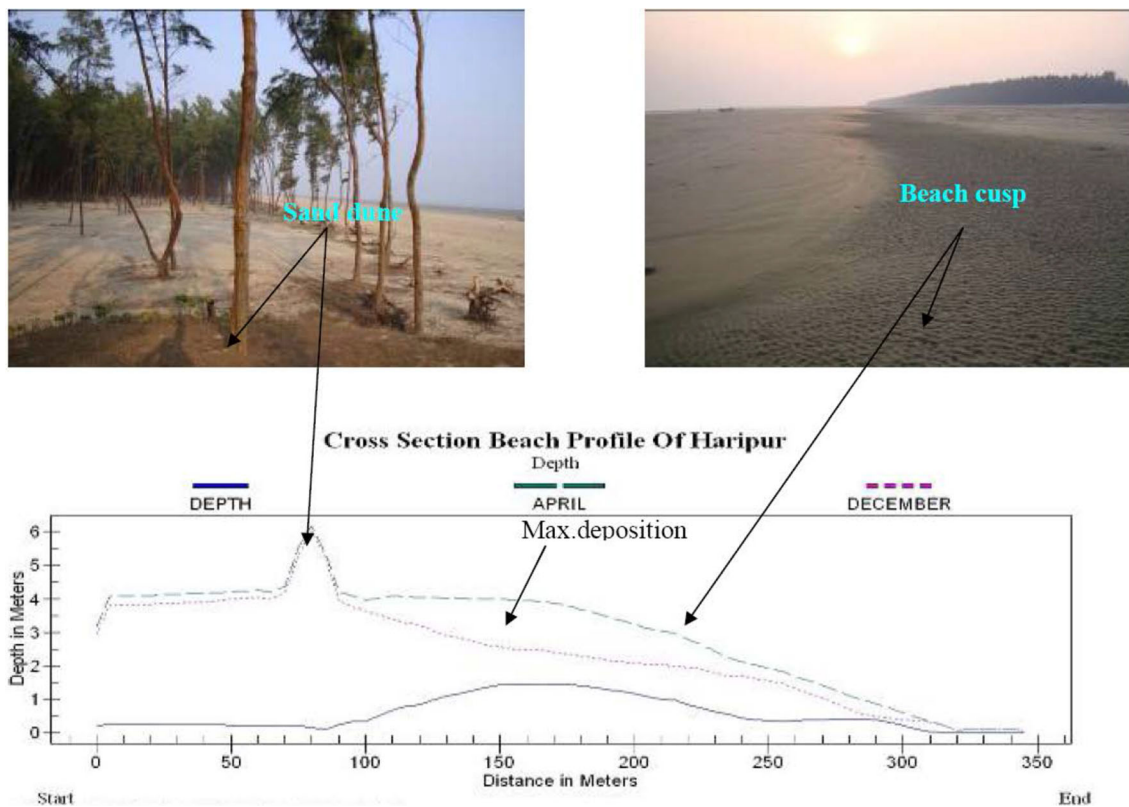 Sand dune
Beach cusp
Cross Section Beach Profile Of Haripur
Depth
DEPTH APRIL DECEMBER
Max.deposition
Depth in Meters
6
5
4
3
2
1
0
0 50 100 150 200 250 300 350
Distance in Meters
Start End